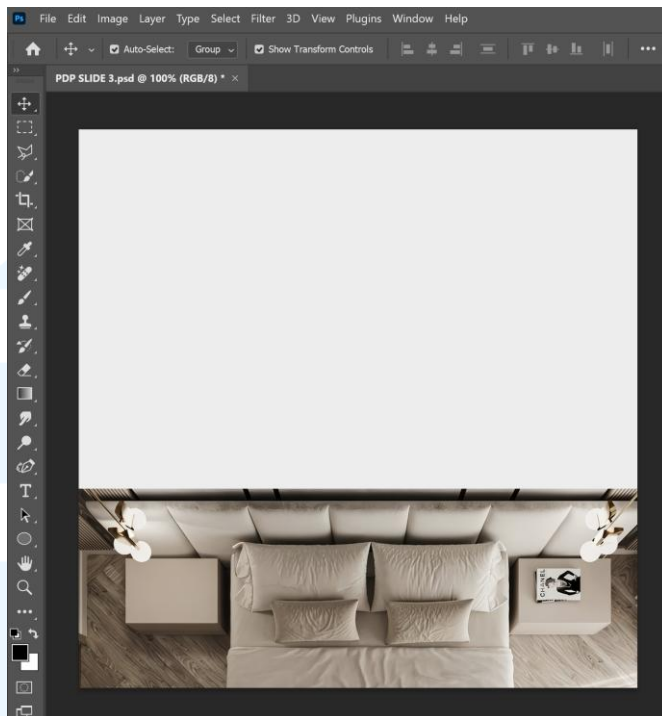 Ps File Edit Image Layer Type Select Filter 3D View Plugins Window Help
Auto-Select: Group Show Transform Controls
PDP SLIDE 3.psd @ 100% (RGB/8) * ×
T
CHANEL